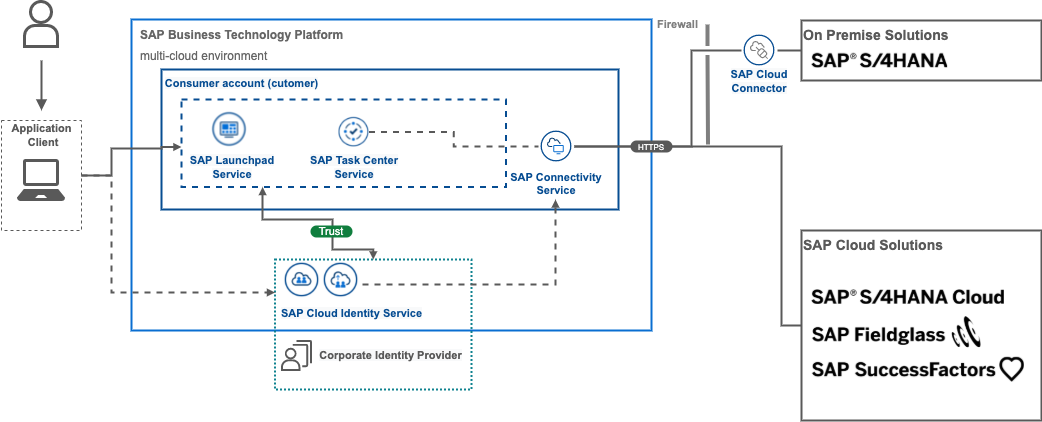 Firewall
SAP Business Technology Platform
multi-cloud environment
On Premise Solutions
SAP® S/4HANA
SAP Cloud
Connector
Consumer account (cutomer)
Application
Client
SAP Launchpad
Service
SAP Task Center
Service
SAP Connectivity
Service
HTTPS
Trust
SAP Cloud Identity Service
Corporate Identity Provider
SAP Cloud Solutions
SAP® S/4HANA Cloud
SAP Fieldglass
SAP SuccessFactors